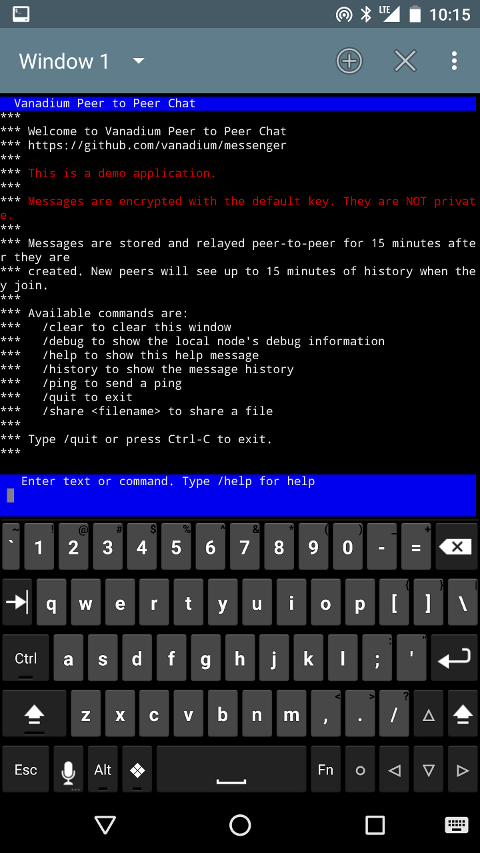 LTE 10:15
Window 1
Vanadium Peer to Peer Chat
***
*** Welcome to Vanadium Peer to Peer Chat
*** https://github.com/vanadium/messenger
***
*** This is a demo application.
***
*** Messages are encrypted with the default key. They are NOT privat
e.
***
*** Messages are stored and relayed peer-to-peer for 15 minutes afte
r they are
*** created. New peers will see up to 15 minutes of history when the
y join.
***
*** Available commands are:
***   /clear to clear this window
***   /debug to show the local node's debug information
***   /help to show this help message
***   /history to show the message history
***   /ping to send a ping
***   /quit to exit
***   /share <filename> to share a file
***
*** Type /quit or press Ctrl-C to exit.
***
Enter text or command. Type /help for help
~ ! @ # $ % ^ & * ( ) _ +
` 1 2 3 4 5 6 7 8 9 0 - =
{ } |
q w e r t y u i o p [ ] \
: "
Ctrl a s d f g h j k l ; '
< > ?
z x c v b n m , . /
Esc Alt Fn